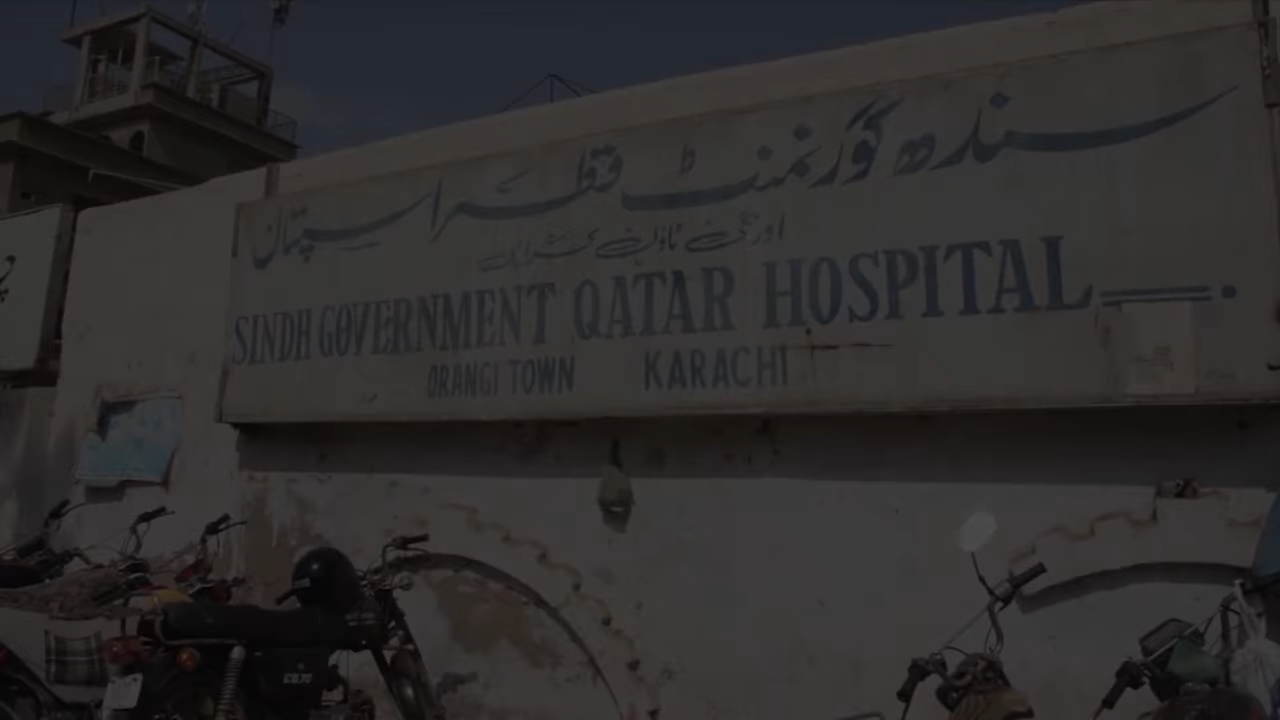 سندھ گورنمنٹ قطر اسپتال
اورنگی ٹاؤن کراچی
SINDH GOVERNMENT QATAR HOSPITAL
ORANGI TOWN KARACHI